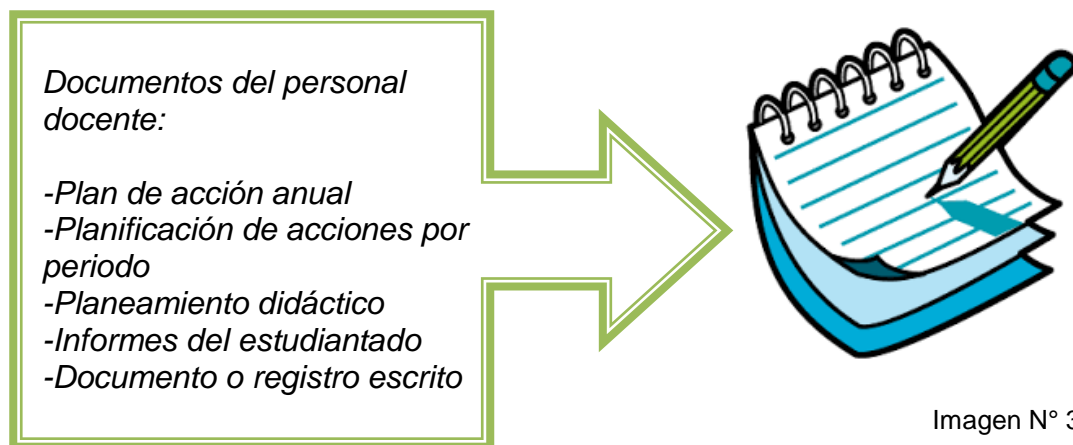 Documentos del personal
docente:
-Plan de acción anual
-Planificación de acciones por
periodo
-Planeamiento didáctico
-Informes del estudiantado
-Documento o registro escrito
Imagen N° 3